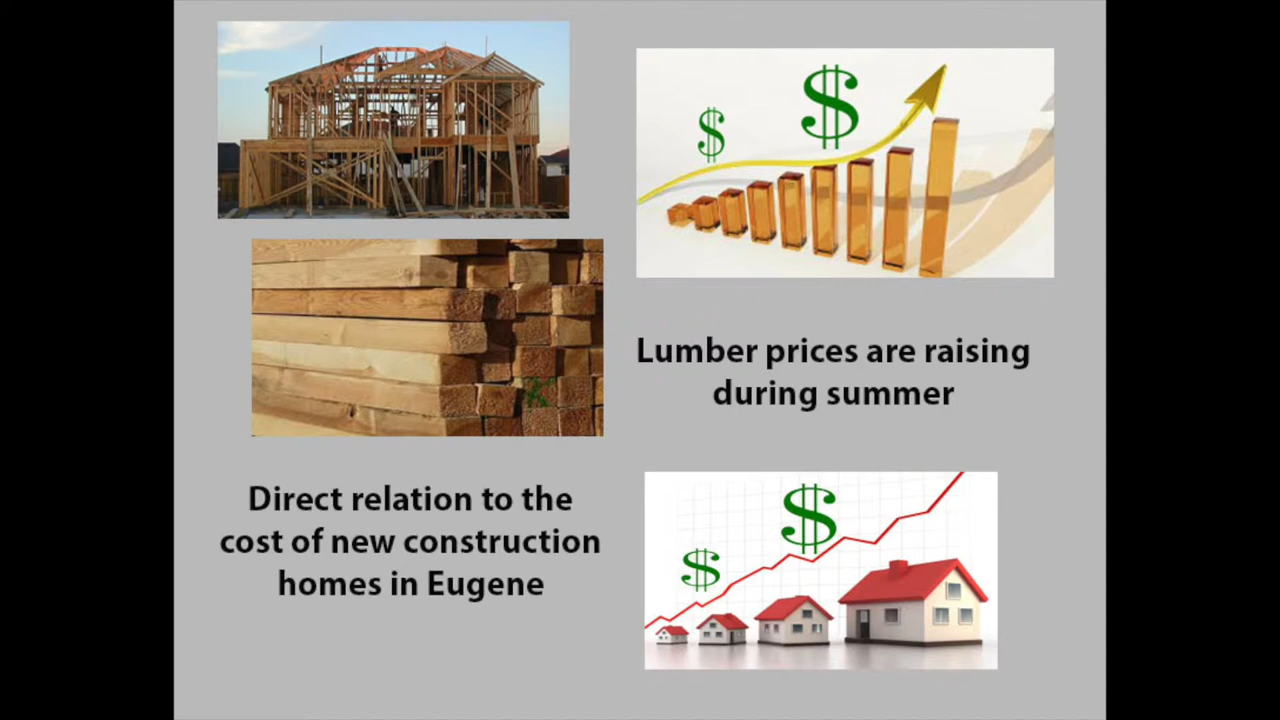 Lumber prices are raising
during summer
Direct relation to the
cost of new construction
homes in Eugene
$
$
$
$